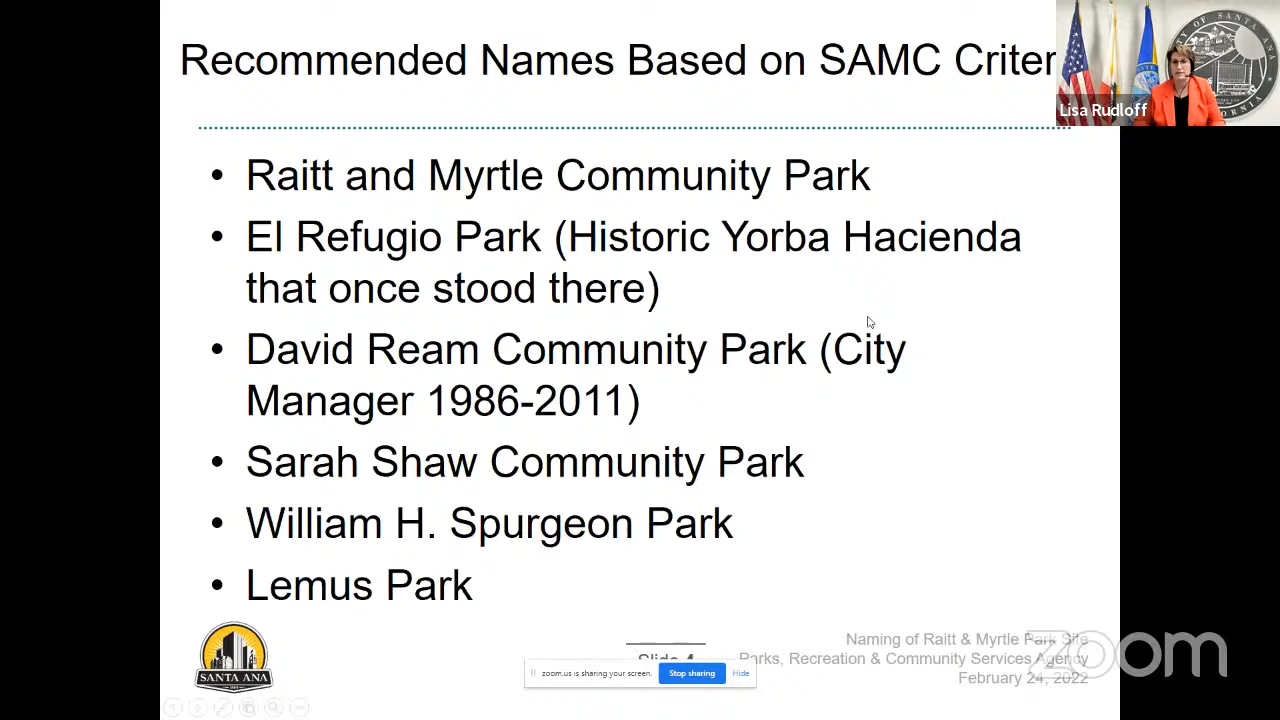 Recommended Names Based on SAMC Criter
Lisa Rudloff
• Raitt and Myrtle Community Park
• El Refugio Park (Historic Yorba Hacienda
that once stood there)
• David Ream Community Park (City
Manager 1986-2011)
• Sarah Shaw Community Park
• William H. Spurgeon Park
• Lemus Park
SANTA ANA
Slide 4
zoom.us is sharing your screen.
Stop sharing
Hide
Naming of Raitt & Myrtle Park Site
Parks, Recreation & Community Services Agency
February 24, 2022
zoom